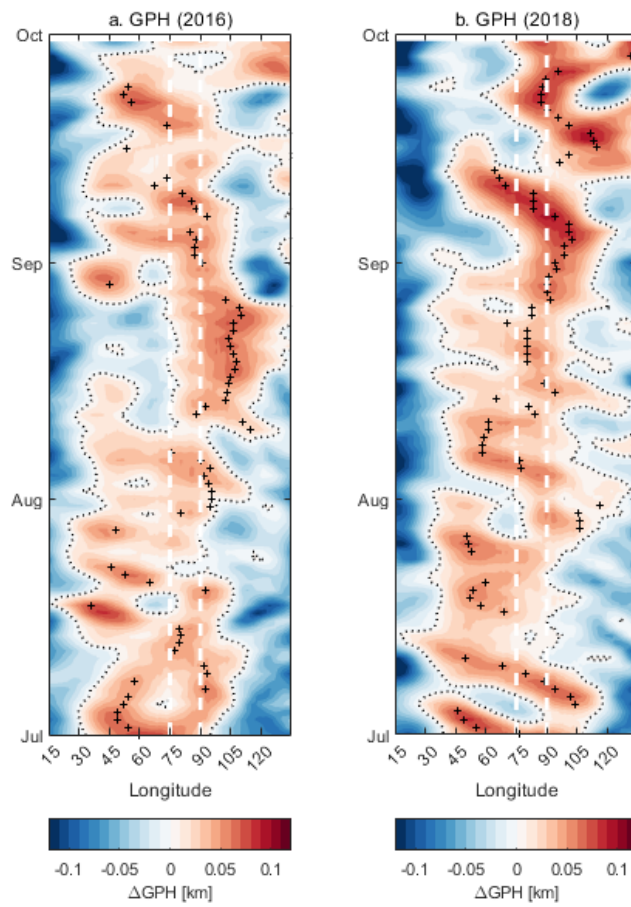 a. GPH (2016)
b. GPH (2018)
Oct
Sep
Aug
Jul
15 30 45 60 75 90 105 120
Longitude
-0.1 -0.05 0 0.05 0.1
ΔGPH [km]
Oct
Sep
Aug
Jul
15 30 45 60 75 90 105 120
Longitude
-0.1 -0.05 0 0.05 0.1
ΔGPH [km]